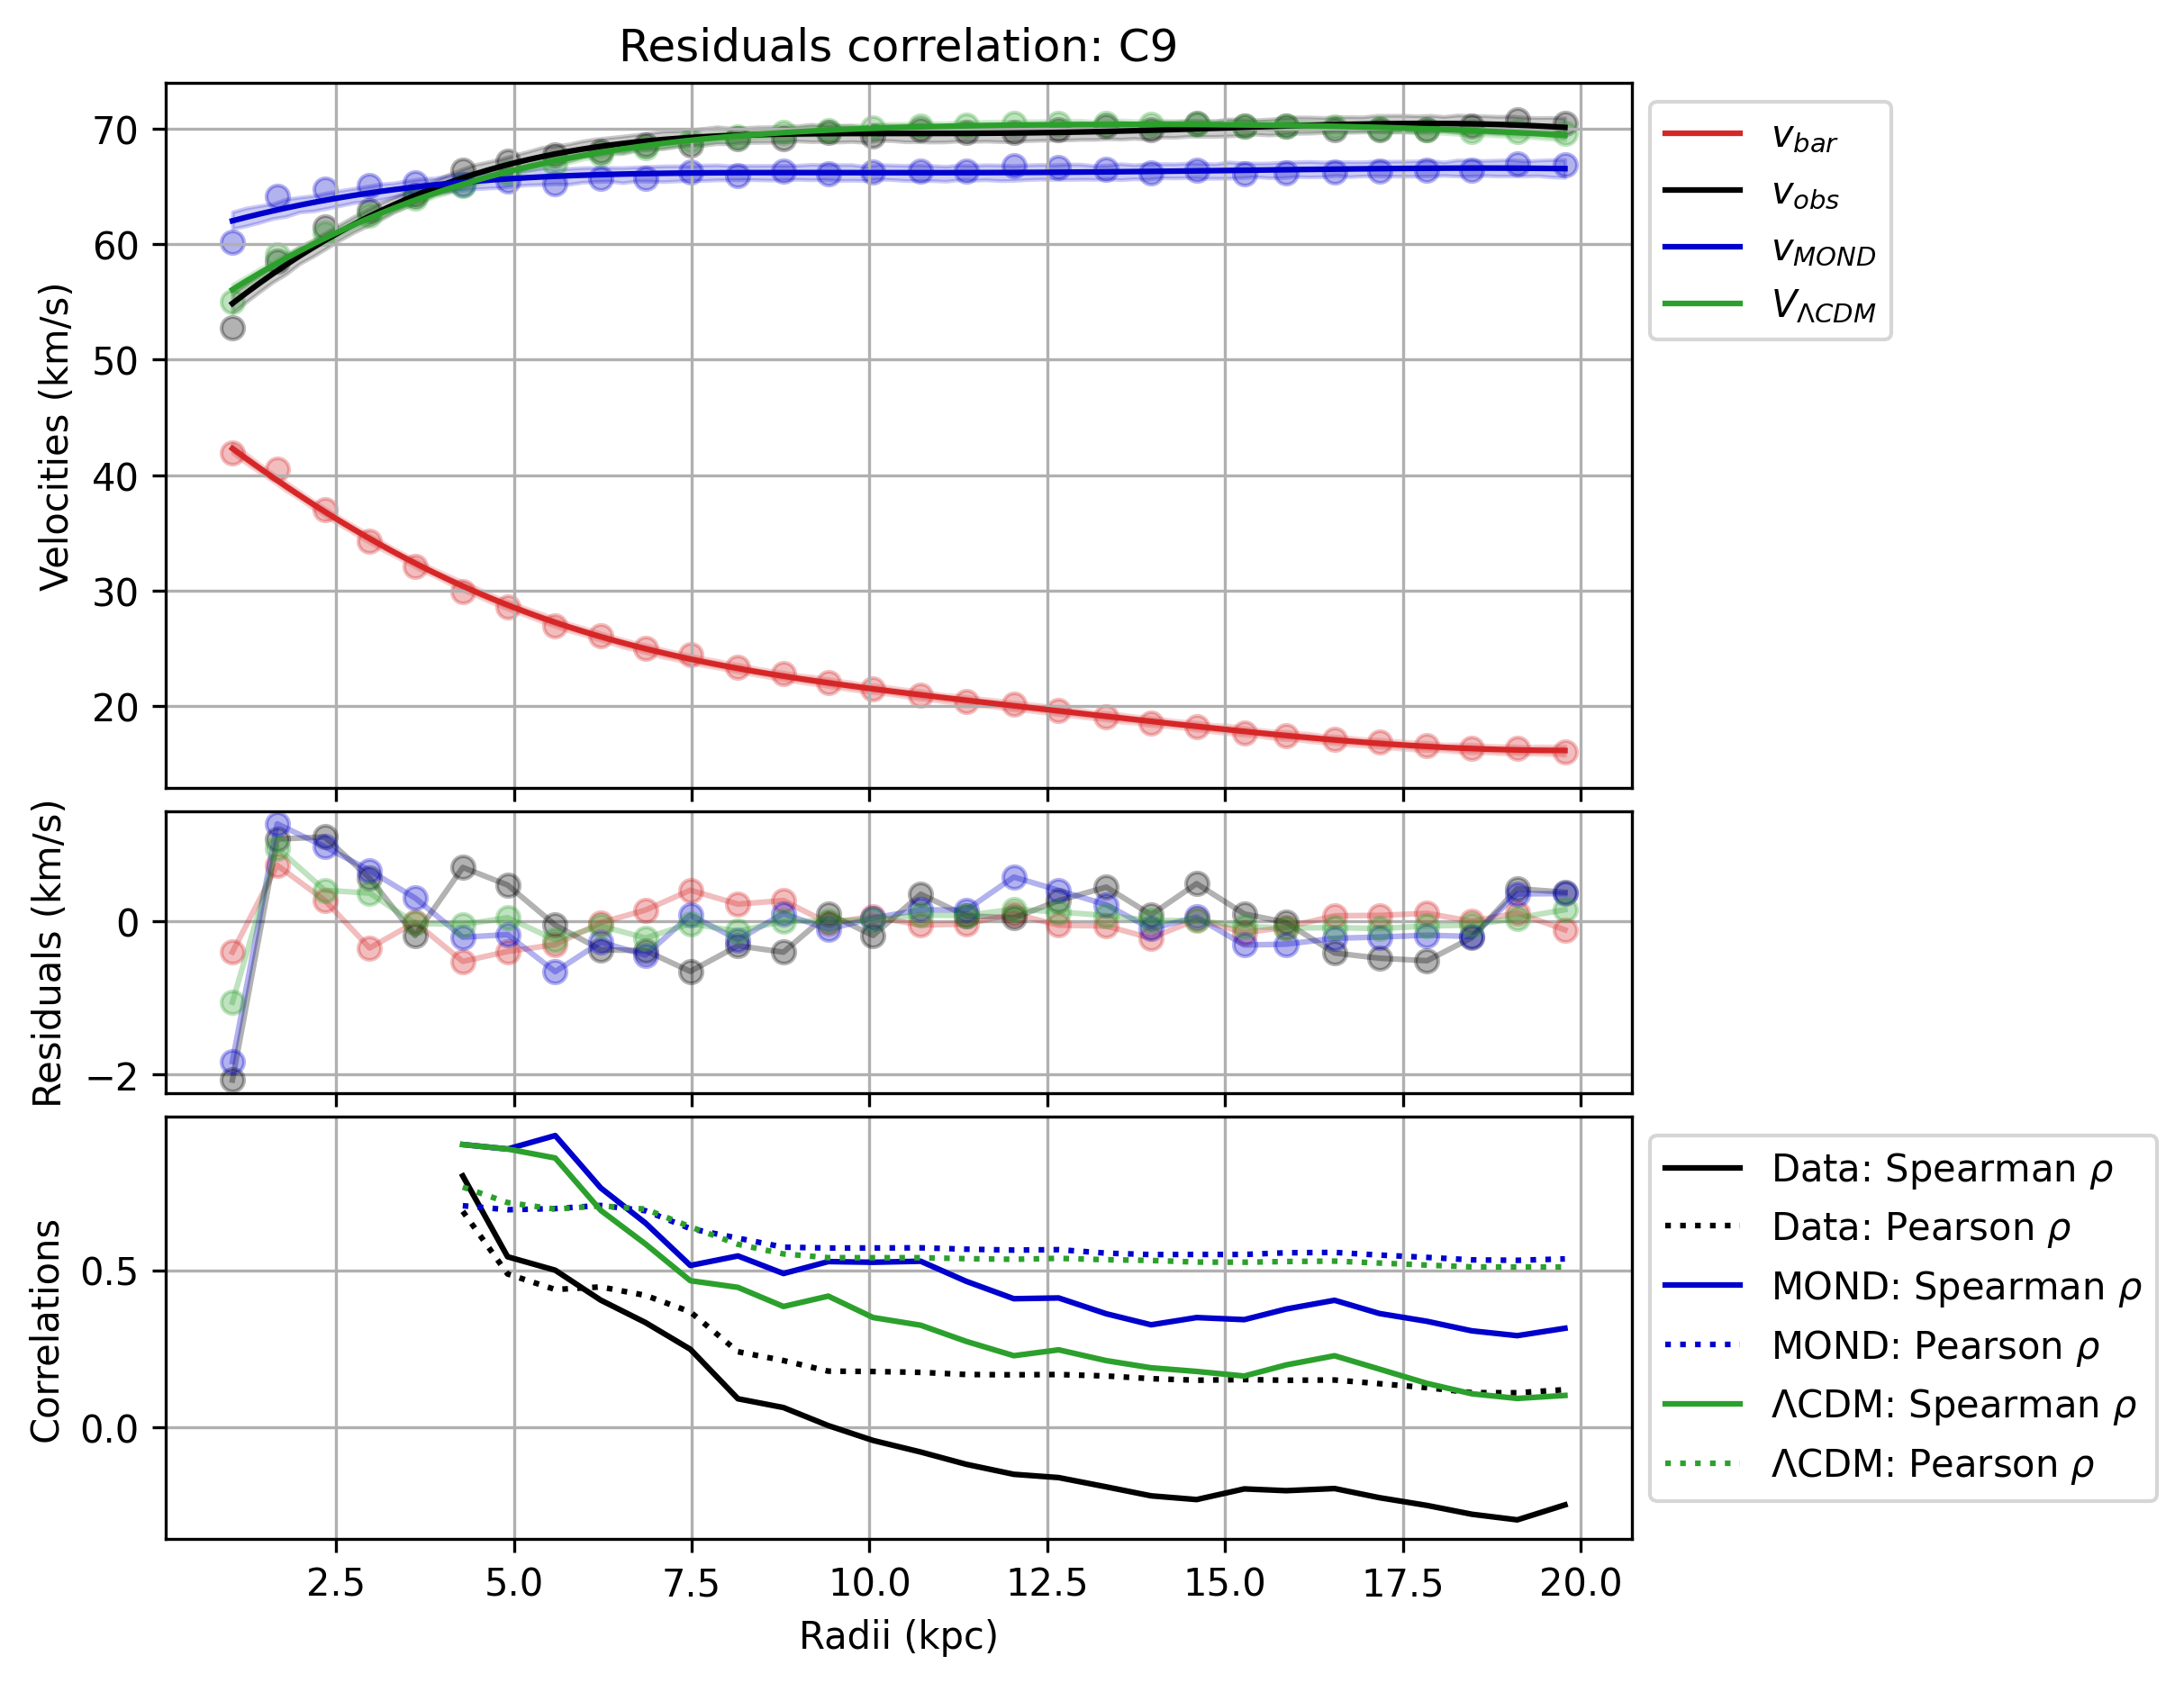 Residuals correlation: C9
Velocities (km/s)
70
60
50
40
30
20
v_bar
v_obs
v_MOND
V_ΛCDM
Residuals (km/s)
0
−2
Correlations
0.5
0.0
Data: Spearman ρ
Data: Pearson ρ
MOND: Spearman ρ
MOND: Pearson ρ
ΛCDM: Spearman ρ
ΛCDM: Pearson ρ
2.5 5.0 7.5 10.0 12.5 15.0 17.5 20.0
Radii (kpc)